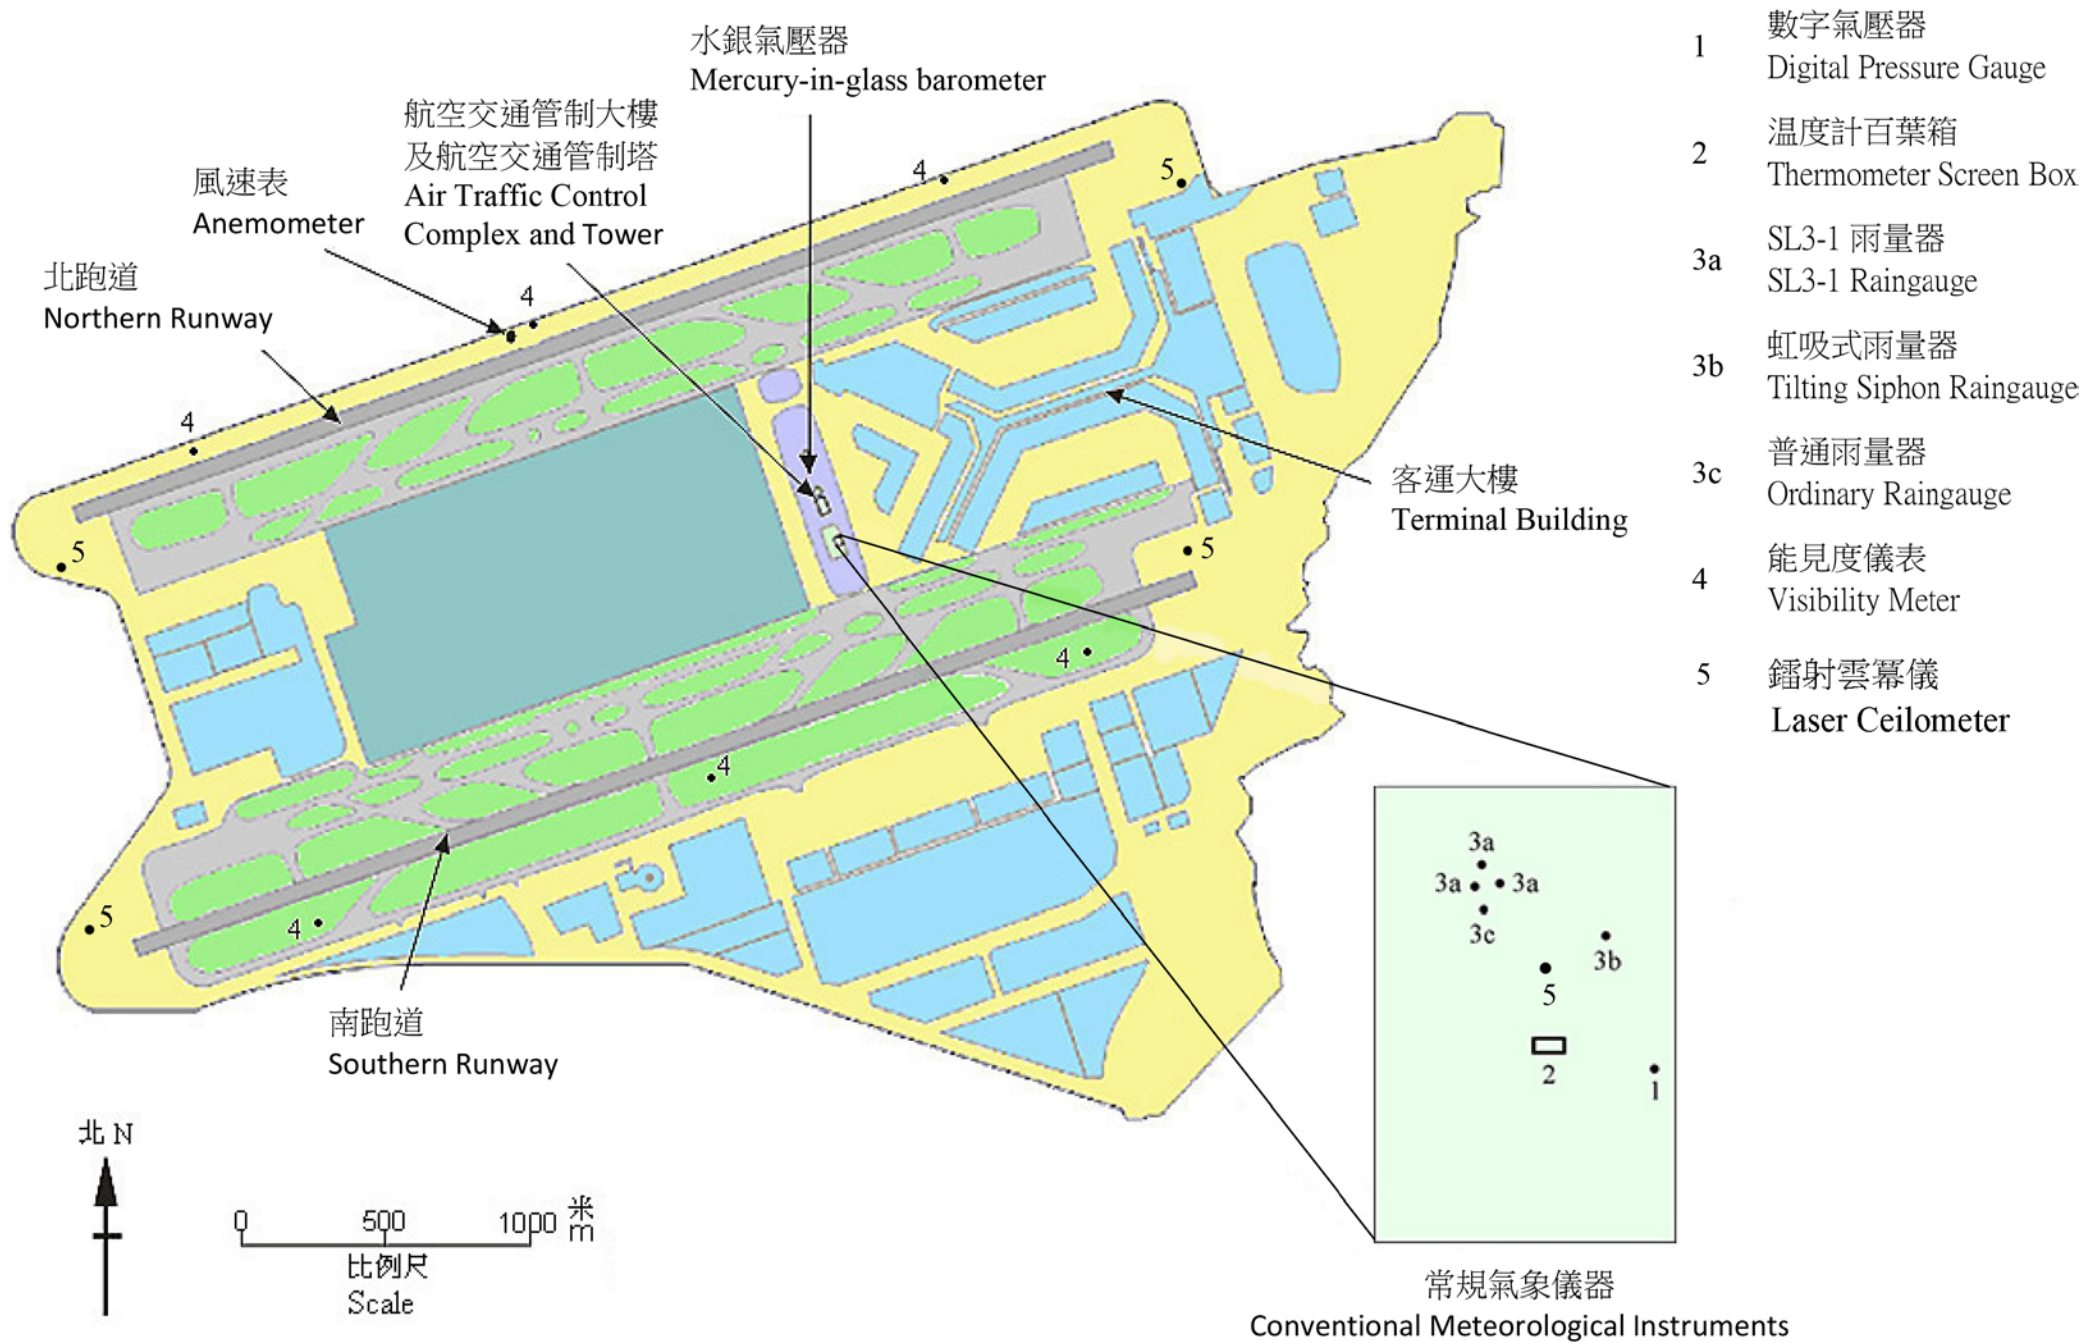 水銀氣壓器
Mercury-in-glass barometer
航空交通管制大樓
及航空交通管制塔
Air Traffic Control
Complex and Tower
風速表
Anemometer
北跑道
Northern Runway
4
5
4
4
5
客運大樓
Terminal Building
5
4
4
5
4
南跑道
Southern Runway
1
數字氣壓器
Digital Pressure Gauge
2
温度計百葉箱
Thermometer Screen Box
3a
SL3-1 雨量器
SL3-1 Raingauge
3b
虹吸式雨量器
Tilting Siphon Raingauge
3c
普通雨量器
Ordinary Raingauge
4
能見度儀表
Visibility Meter
5
鐳射雲冪儀
Laser Ceilometer
3a
3a 3a
3c
3b
5
2
1
常規氣象儀器
Conventional Meteorological Instruments
北 N
0 500 1000 米
m
比例尺
Scale